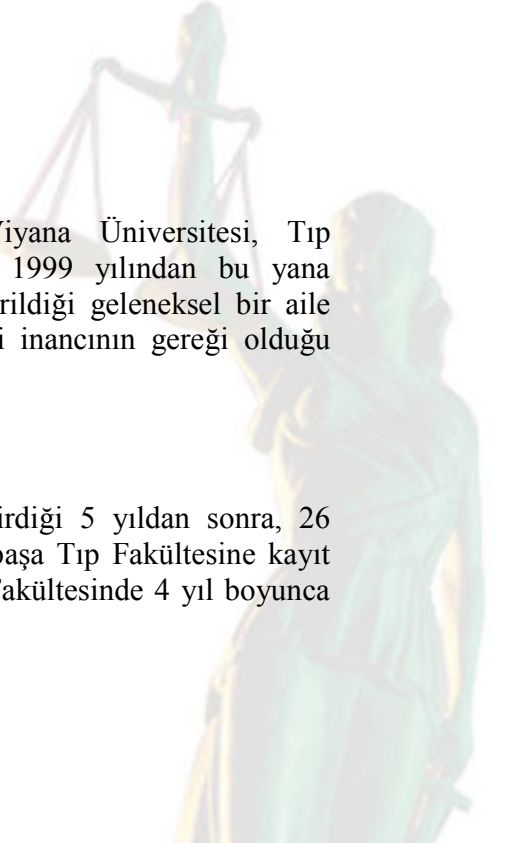 Viyana Üniversitesi, Tıp
1999 yılından bu yana
rildiği geleneksel bir aile
i inancının gereği olduğu
irdiği 5 yıldan sonra, 26
paşa Tıp Fakültesine kayıt
Fakültesinde 4 yıl boyunca